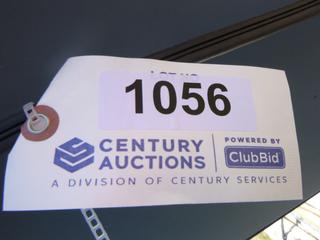 1056
CENTURY
AUCTIONS
POWERED BY
ClubBid
A DIVISION OF CENTURY SERVICES